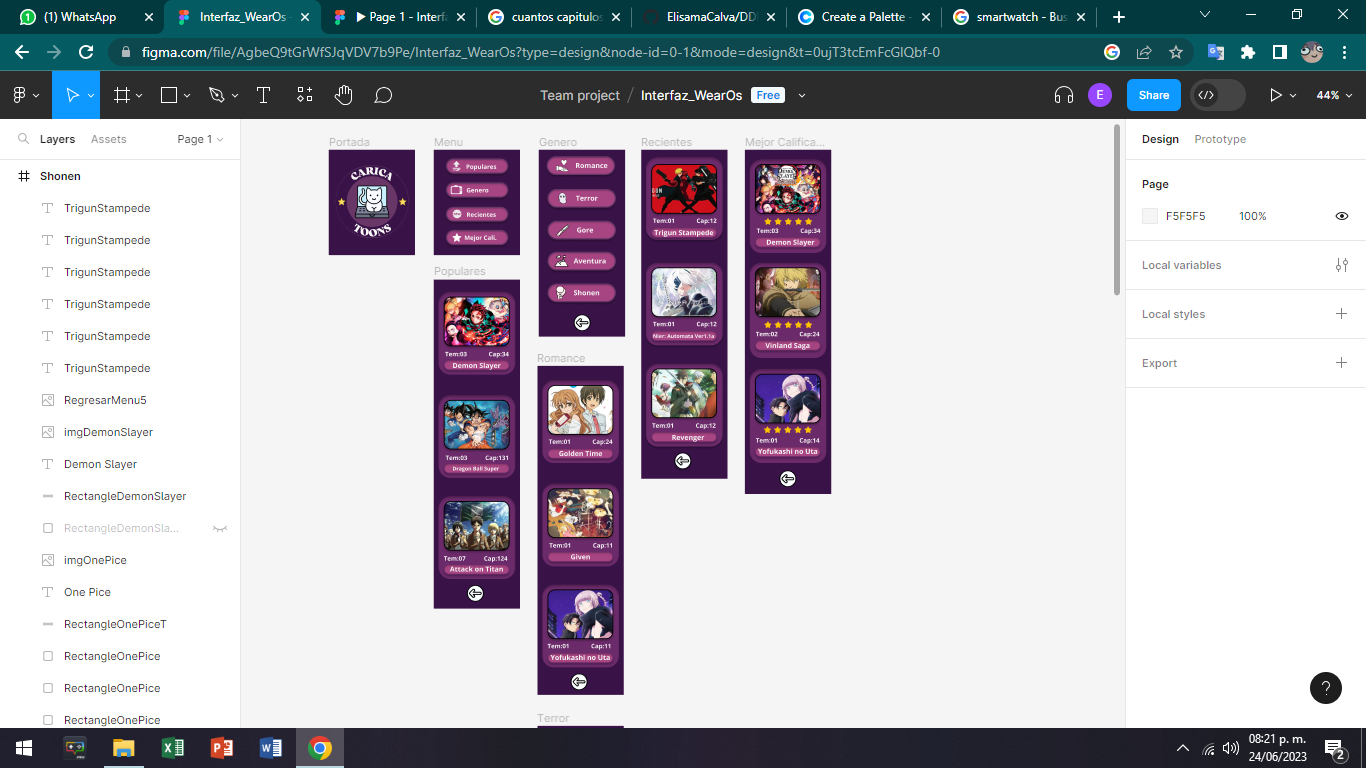 (1) WhatsApp
Interfaz_WearOs -
Page 1 - Interfa
cuantos capitulos
ElisamaCalva/DD
Create a Palette -
smartwatch - Bus
figma.com/file/AgbeQ9tGrWfSJqVDV7b9Pe/Interfaz_WearOs?type=design&node-id=0-1&mode=design&t=0ujT3tcEmFcGlQbf-0
Team project / Interfaz_WearOs Free
E
Share
44%
Layers Assets Page 1
Shonen
TrigunStampede
TrigunStampede
TrigunStampede
TrigunStampede
TrigunStampede
TrigunStampede
RegresarMenu5
imgDemonSlayer
Demon Slayer
RectangleDemonSlayer
RectangleDemonSla...
imgOnePice
One Pice
RectangleOnePiceT
RectangleOnePice
RectangleOnePice
RectangleOnePice
Portada
CARICA
TOONS
Menu
Populares
Genero
Recientes
Mejor Cali.
Populares
Tem:03 Cap:34
Demon Slayer
Tem:03 Cap:131
Dragon Ball Super
Tem:07 Cap:124
Attack on Titan
Genero
Romance
Terror
Gore
Aventura
Shonen
Romance
Tem:01 Cap:24
Golden Time
Tem:01 Cap:11
Given
Tem:01 Cap:11
Yofukashi no Uta
Terror
Recientes
Tem:01 Cap:12
Trigun Stampede
Tem:01 Cap:12
Nier: Automata Ver1.1a
Tem:01 Cap:12
Revenger
Mejor Califica...
Tem:03 Cap:34
Demon Slayer
Tem:02 Cap:24
Vinland Saga
Tem:01 Cap:14
Yofukashi no Uta
Design Prototype
Page
F5F5F5 100%
Local variables
Local styles
Export
?
08:21 p. m.
24/06/2023
2